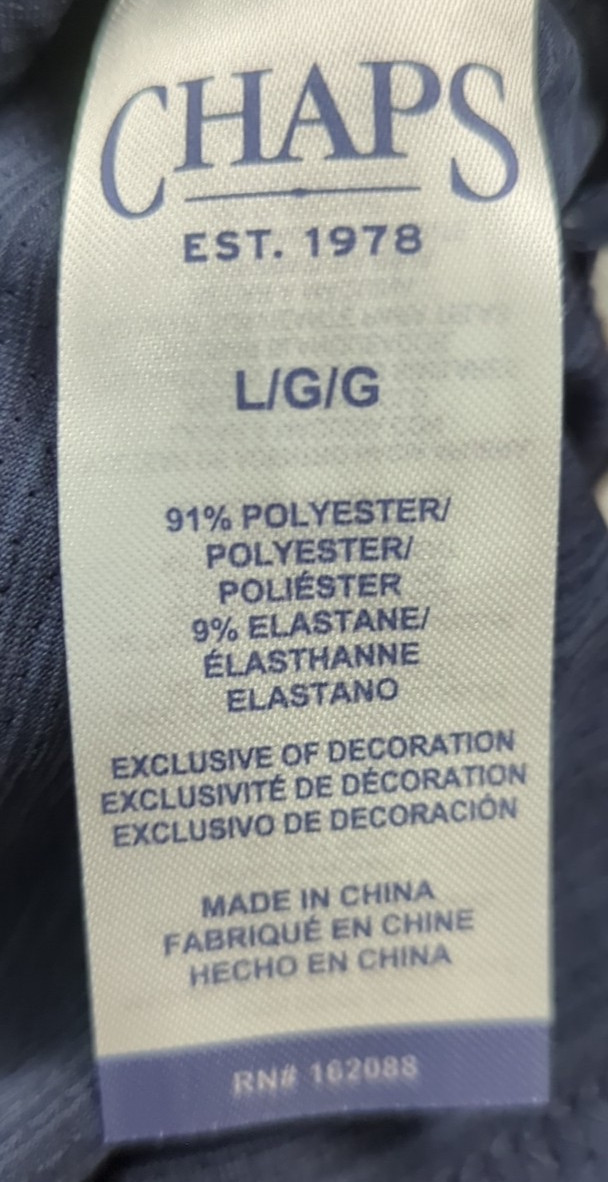 CHAPS
EST. 1978
L/G/G
91% POLYESTER/
POLYESTER/
POLIÉSTER
9% ELASTANE/
ÉLASTHANNE
ELASTANO
EXCLUSIVE OF DECORATION
EXCLUSIVITÉ DE DÉCORATION
EXCLUSIVO DE DECORACIÓN
MADE IN CHINA
FABRIQUÉ EN CHINE
HECHO EN CHINA
RN# 162088